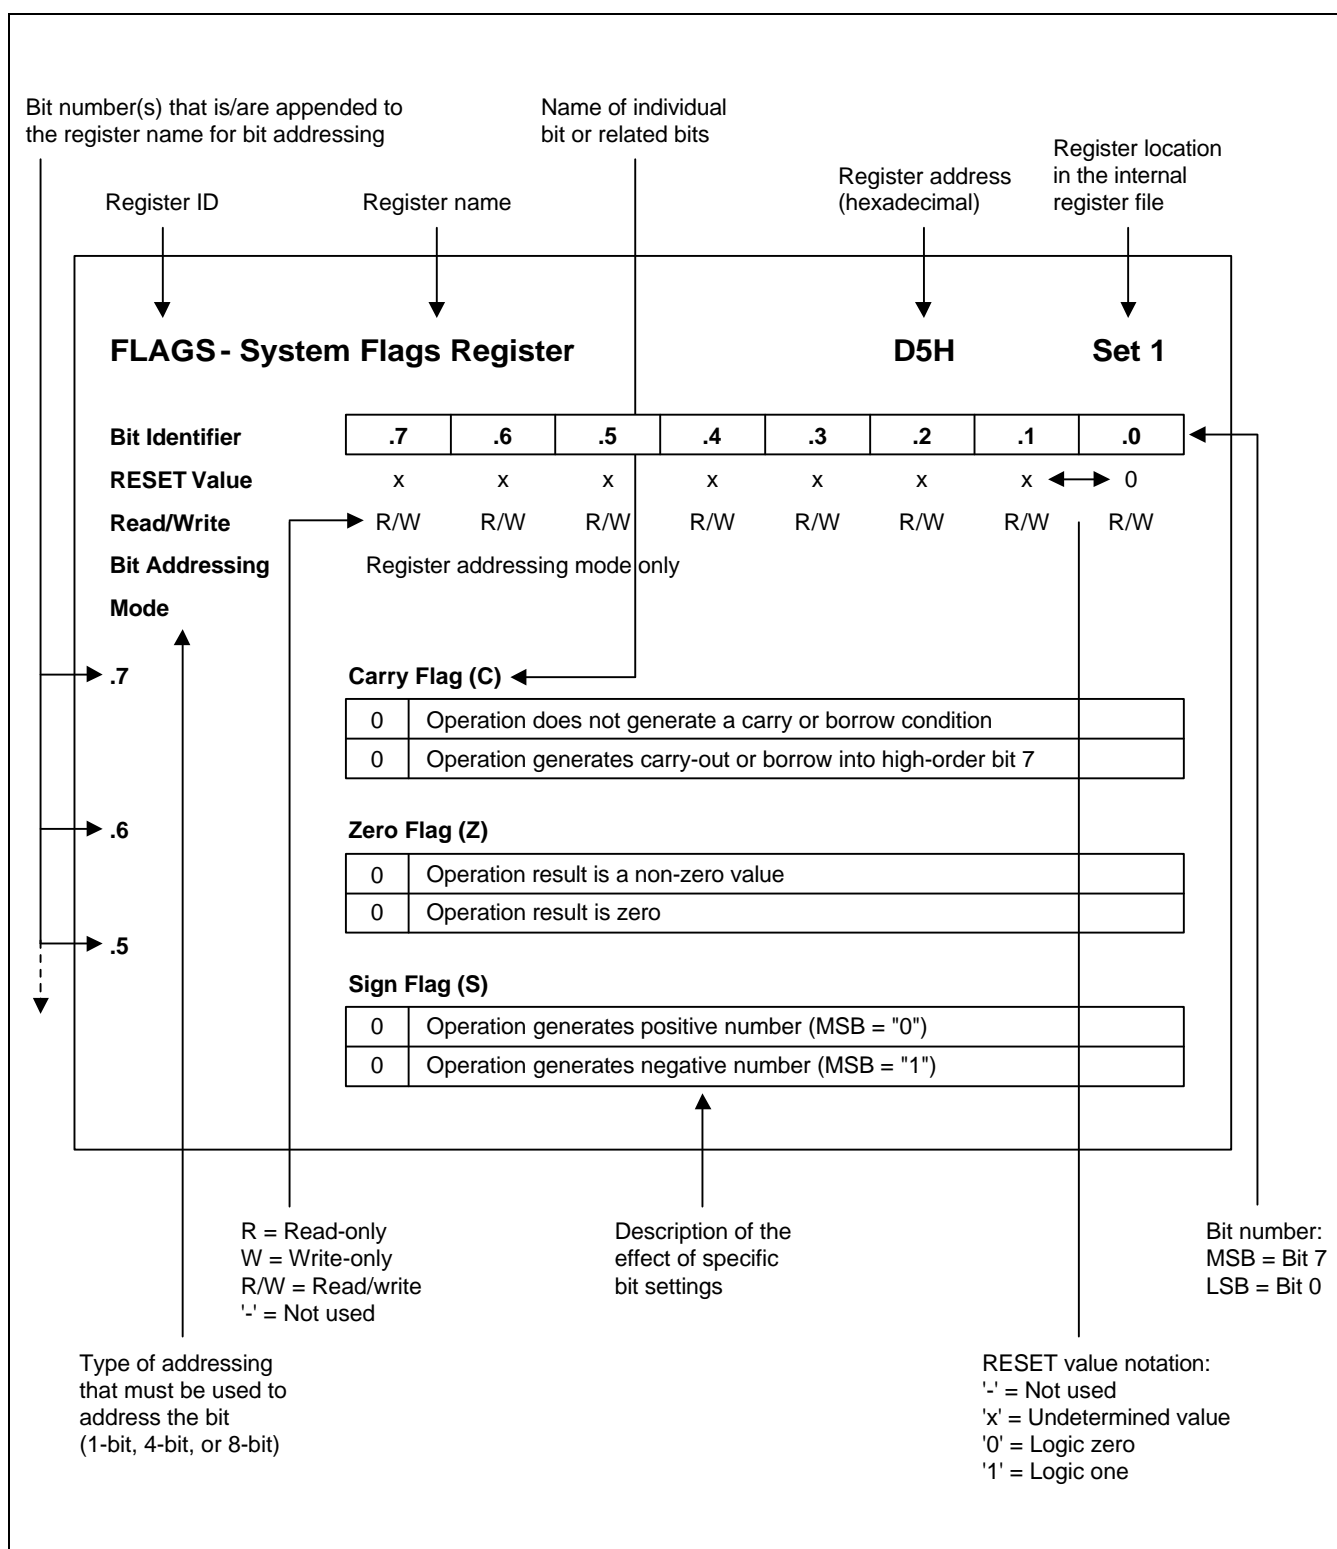 Bit number(s) that is/are appended to
the register name for bit addressing
Name of individual
bit or related bits
Register ID
Register name
Register address
(hexadecimal)
Register location
in the internal
register file
FLAGS - System Flags Register D5H Set 1
Bit Identifier .7 .6 .5 .4 .3 .2 .1 .0
RESET Value x x x x x x x 0
Read/Write R/W R/W R/W R/W R/W R/W R/W R/W
Bit Addressing Register addressing mode only
Mode
.7 Carry Flag (C)
0 Operation does not generate a carry or borrow condition
0 Operation generates carry-out or borrow into high-order bit 7
.6 Zero Flag (Z)
0 Operation result is a non-zero value
0 Operation result is zero
.5
Sign Flag (S)
0 Operation generates positive number (MSB = "0")
0 Operation generates negative number (MSB = "1")
R = Read-only
W = Write-only
R/W = Read/write
'-' = Not used
Description of the
effect of specific
bit settings
Bit number:
MSB = Bit 7
LSB = Bit 0
Type of addressing
that must be used to
address the bit
(1-bit, 4-bit, or 8-bit)
RESET value notation:
'-' = Not used
'x' = Undetermined value
'0' = Logic zero
'1' = Logic one